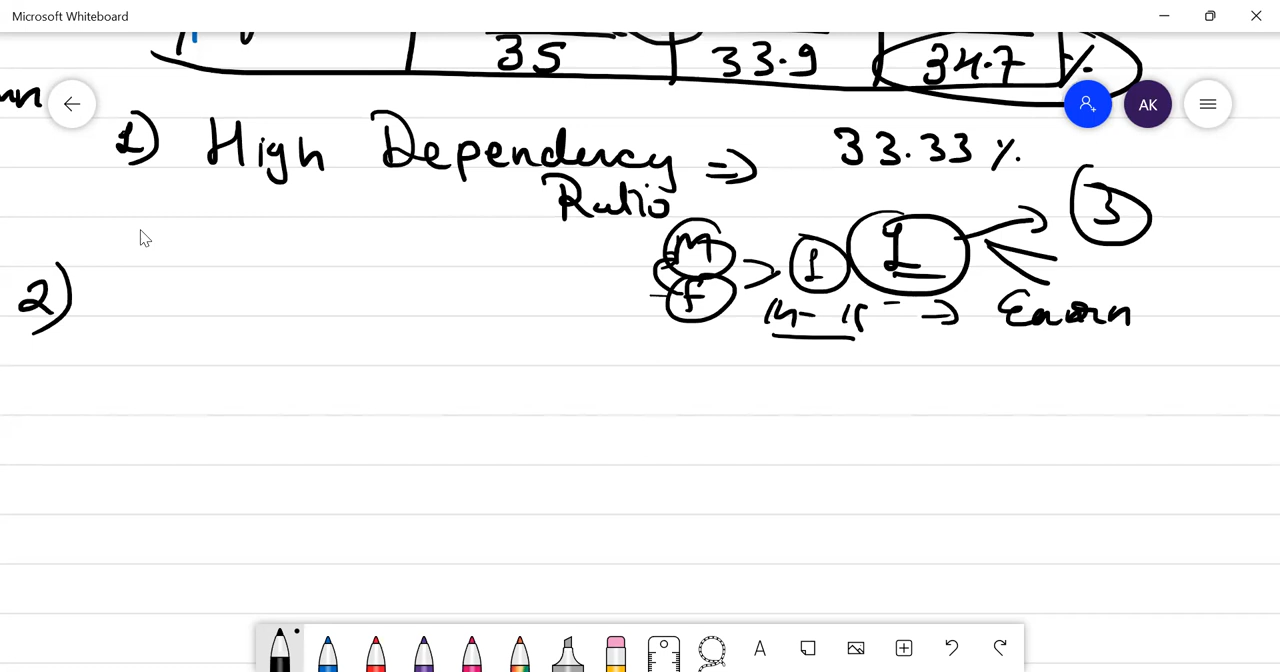 Microsoft Whiteboard
35 33.9 34.7 %
AK
1) High Dependency Ratio => 33.33 %.
3
M
F
1 1
14-15 -> Eaarn
2)
A